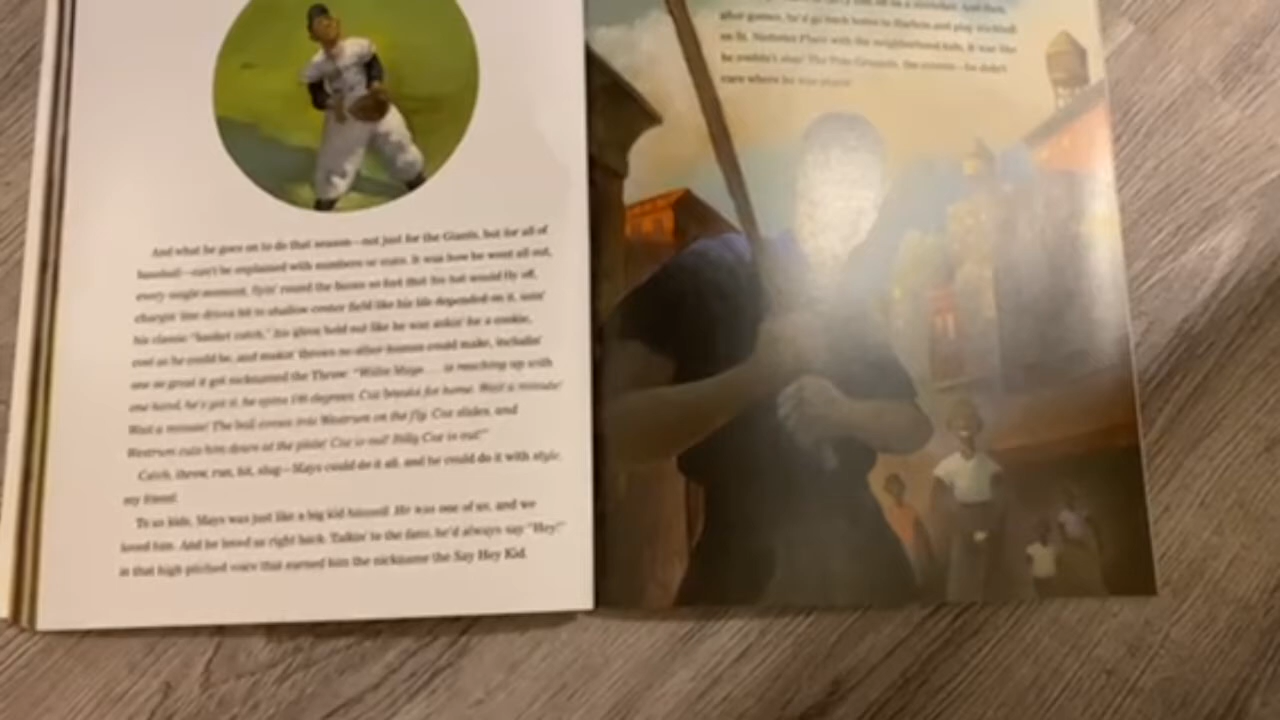 And what he goes on to do that season—not just for the Giants, but for all of
baseball—can't be explained with numbers or stats. It was how he went all out,
every single moment, flyin' round the bases so fast that his hat would fly off,
chargin' line drives hit to shallow center field like his life depended on it, usin'
his classic "basket catch," his glove held out like he was askin' for a cookie,
cool as he could be, and makin' throws no other human could make, includin'
one so great it got nicknamed the Throw: "Willie Mays . . . is reaching up with
one hand, he's got it, he spins 180 degrees. Cox breaks for home. Wait a minute!
Wait a minute! The ball comes into Westrum on the fly. Cox slides, and
Westrum cuts him down at the plate! Cox is out! Billy Cox is out!"
Catch, throw, run, hit, slug—Mays could do it all, and he could do it with style,
my friend.
To us kids, Mays was just like a big kid himself. He was one of us, and we
loved him. And he loved us right back. Talkin' to the fans, he'd always say "Hey!"
in that high-pitched voice that earned him the nickname the Say Hey Kid.
after games, he'd go back home to Harlem and play stickball
on St. Nicholas Place with the neighborhood kids. It was like
he couldn't stop! The Polo Grounds, the streets—he didn't
care where he was playin'